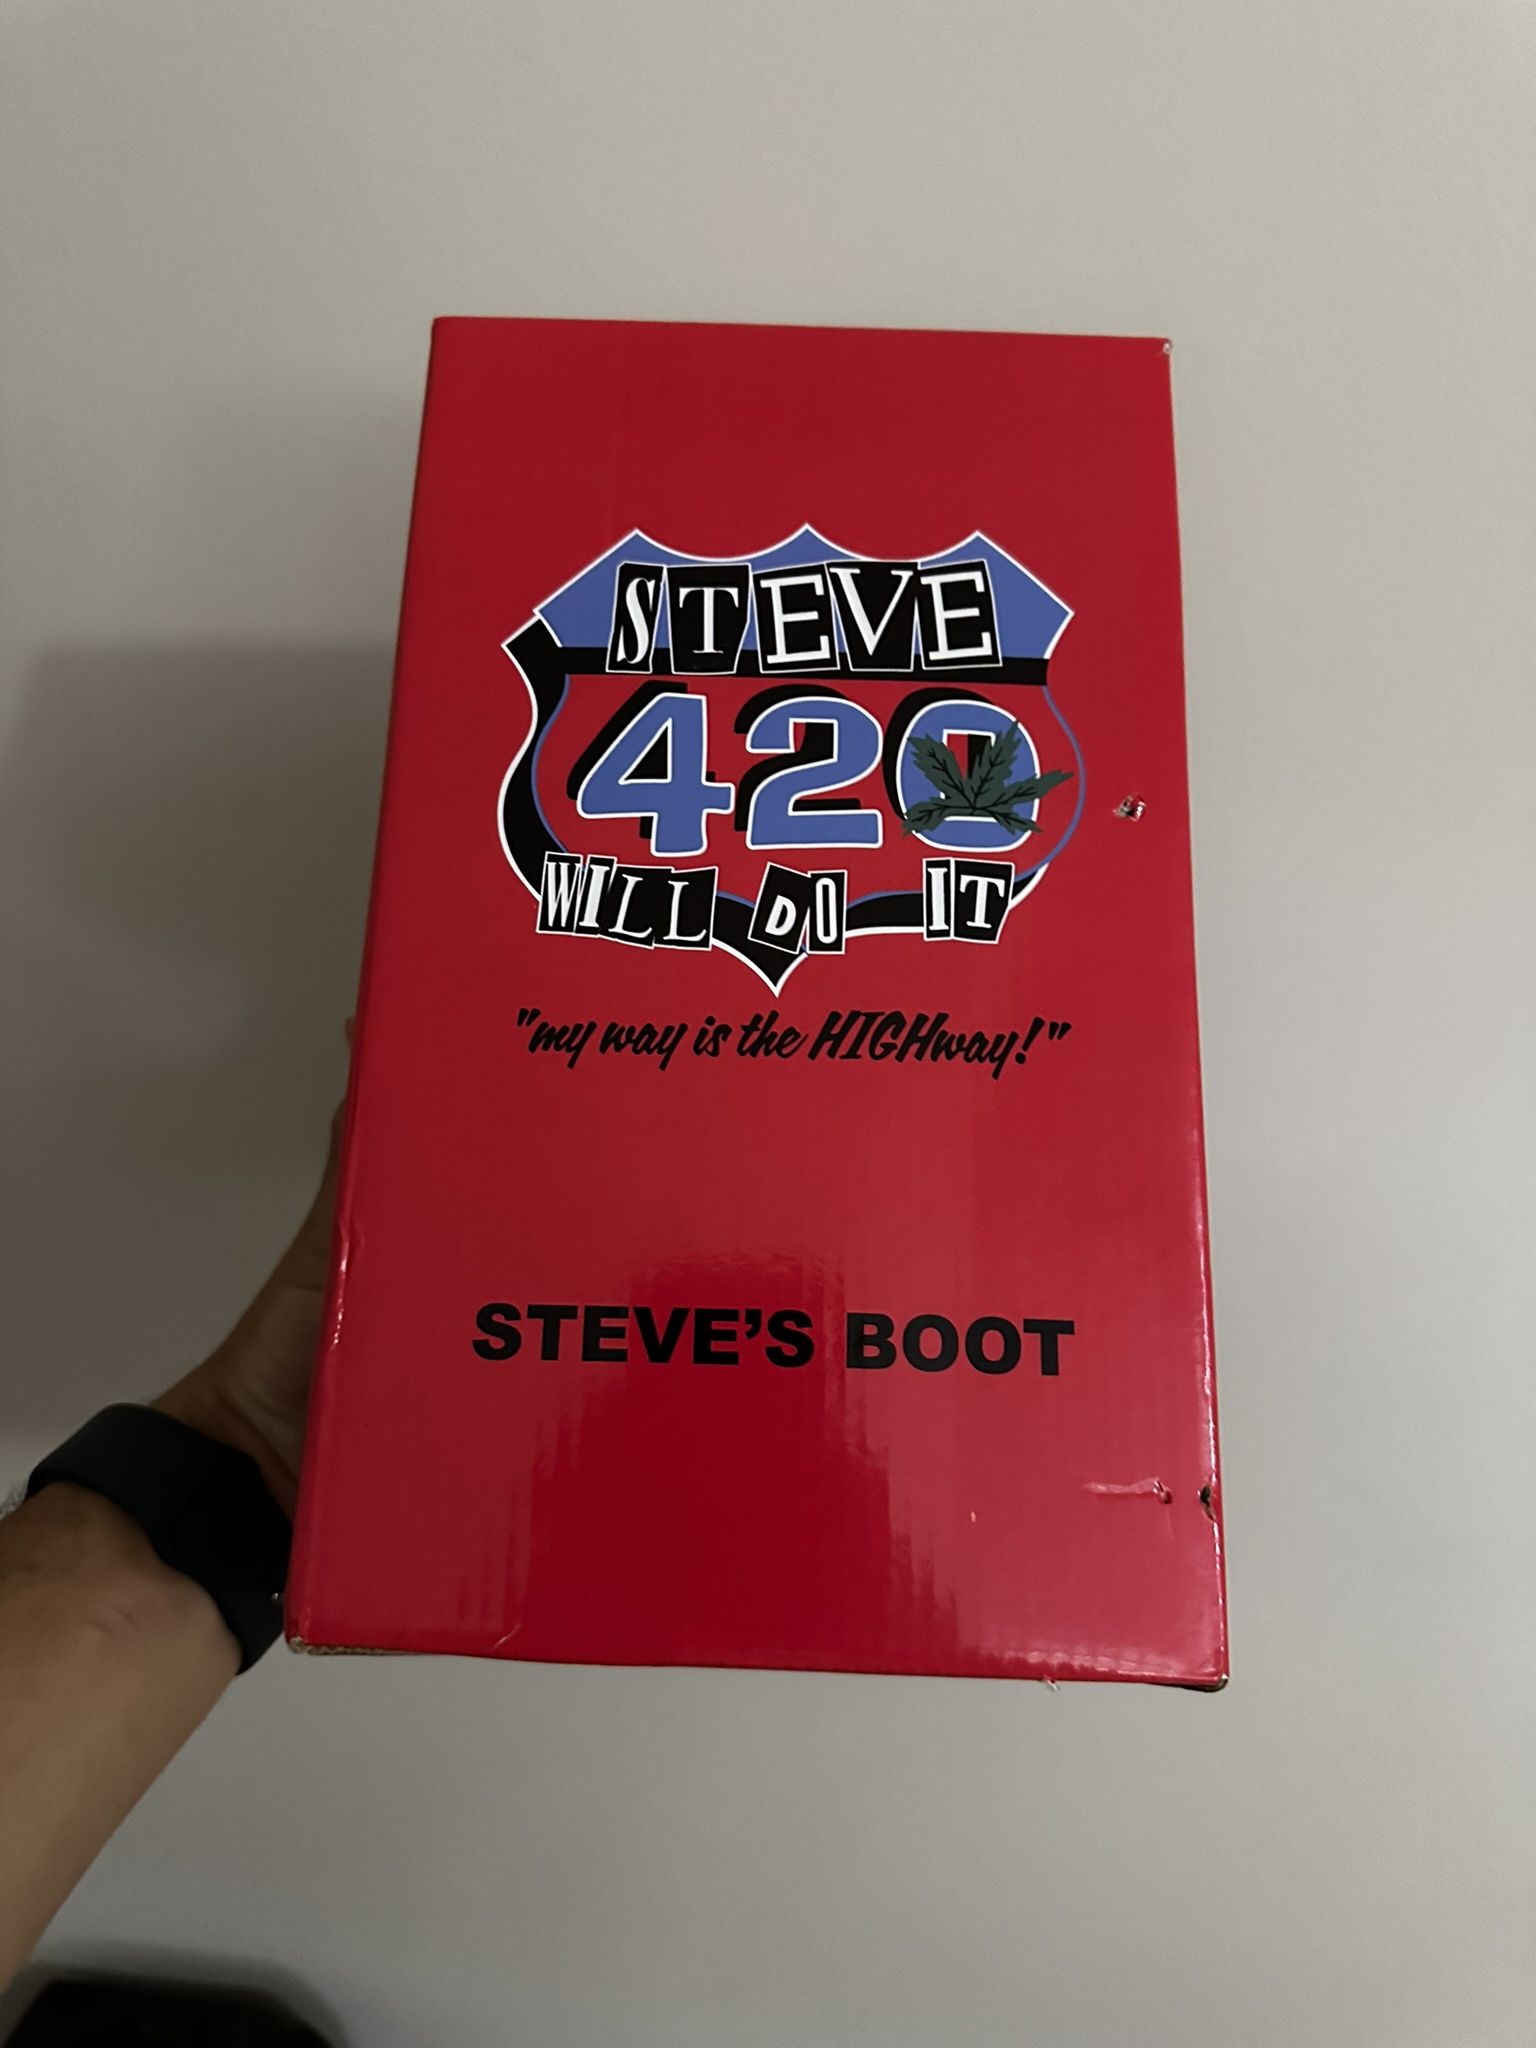 STEVE
420
WILL DO IT
"my way is the HIGHway!"
STEVE'S BOOT